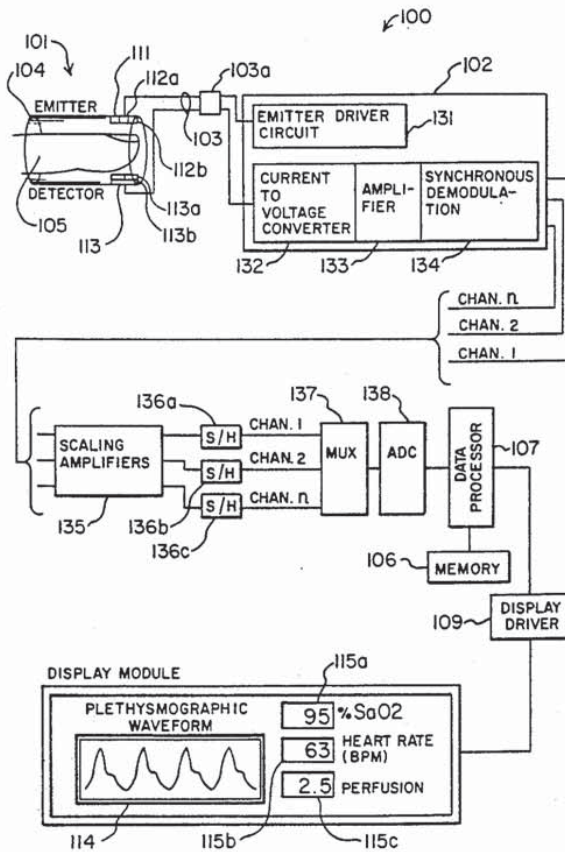 100
101
104
111
112a
103a
102
EMITTER
EMITTER DRIVER
CIRCUIT
131
103
112b
CURRENT
TO
VOLTAGE
CONVERTER
AMPLI-
FIER
SYNCHRONOUS
DEMODULA-
TION
DETECTOR
113a
105
113
113b
132
133
134
CHAN. n
CHAN. 2
CHAN. 1
136a
137
138
107
SCALING
AMPLIFIERS
S/H
CHAN. 1
S/H
CHAN. 2
S/H
CHAN. n
MUX
ADC
DATA
PROCESSOR
135
136b
136c
106
MEMORY
109
DISPLAY
DRIVER
DISPLAY MODULE
115a
PLETHYSMOGRAPHIC
WAVEFORM
95 %SaO2
63 HEART RATE
(BPM)
2.5 PERFUSION
114
115b
115c